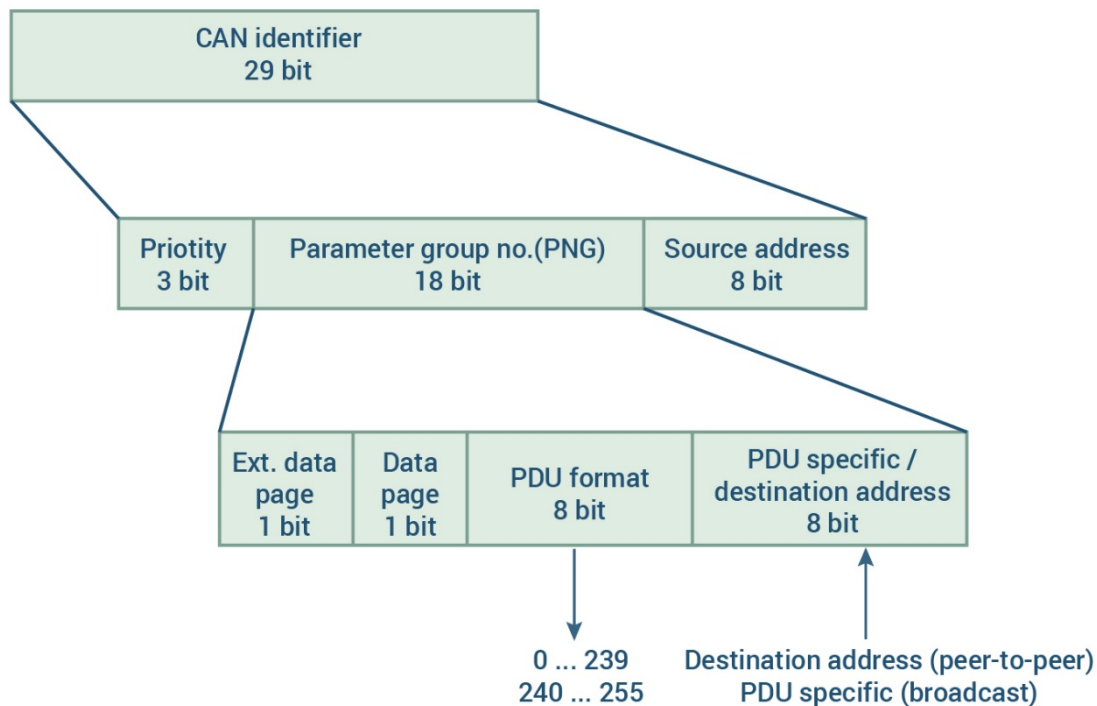 CAN identifier
29 bit
Priotity
3 bit
Parameter group no.(PNG)
18 bit
Source address
8 bit
Ext. data
page
1 bit
Data
page
1 bit
PDU format
8 bit
PDU specific /
destination address
8 bit
0 ... 239 Destination address (peer-to-peer)
240 ... 255 PDU specific (broadcast)